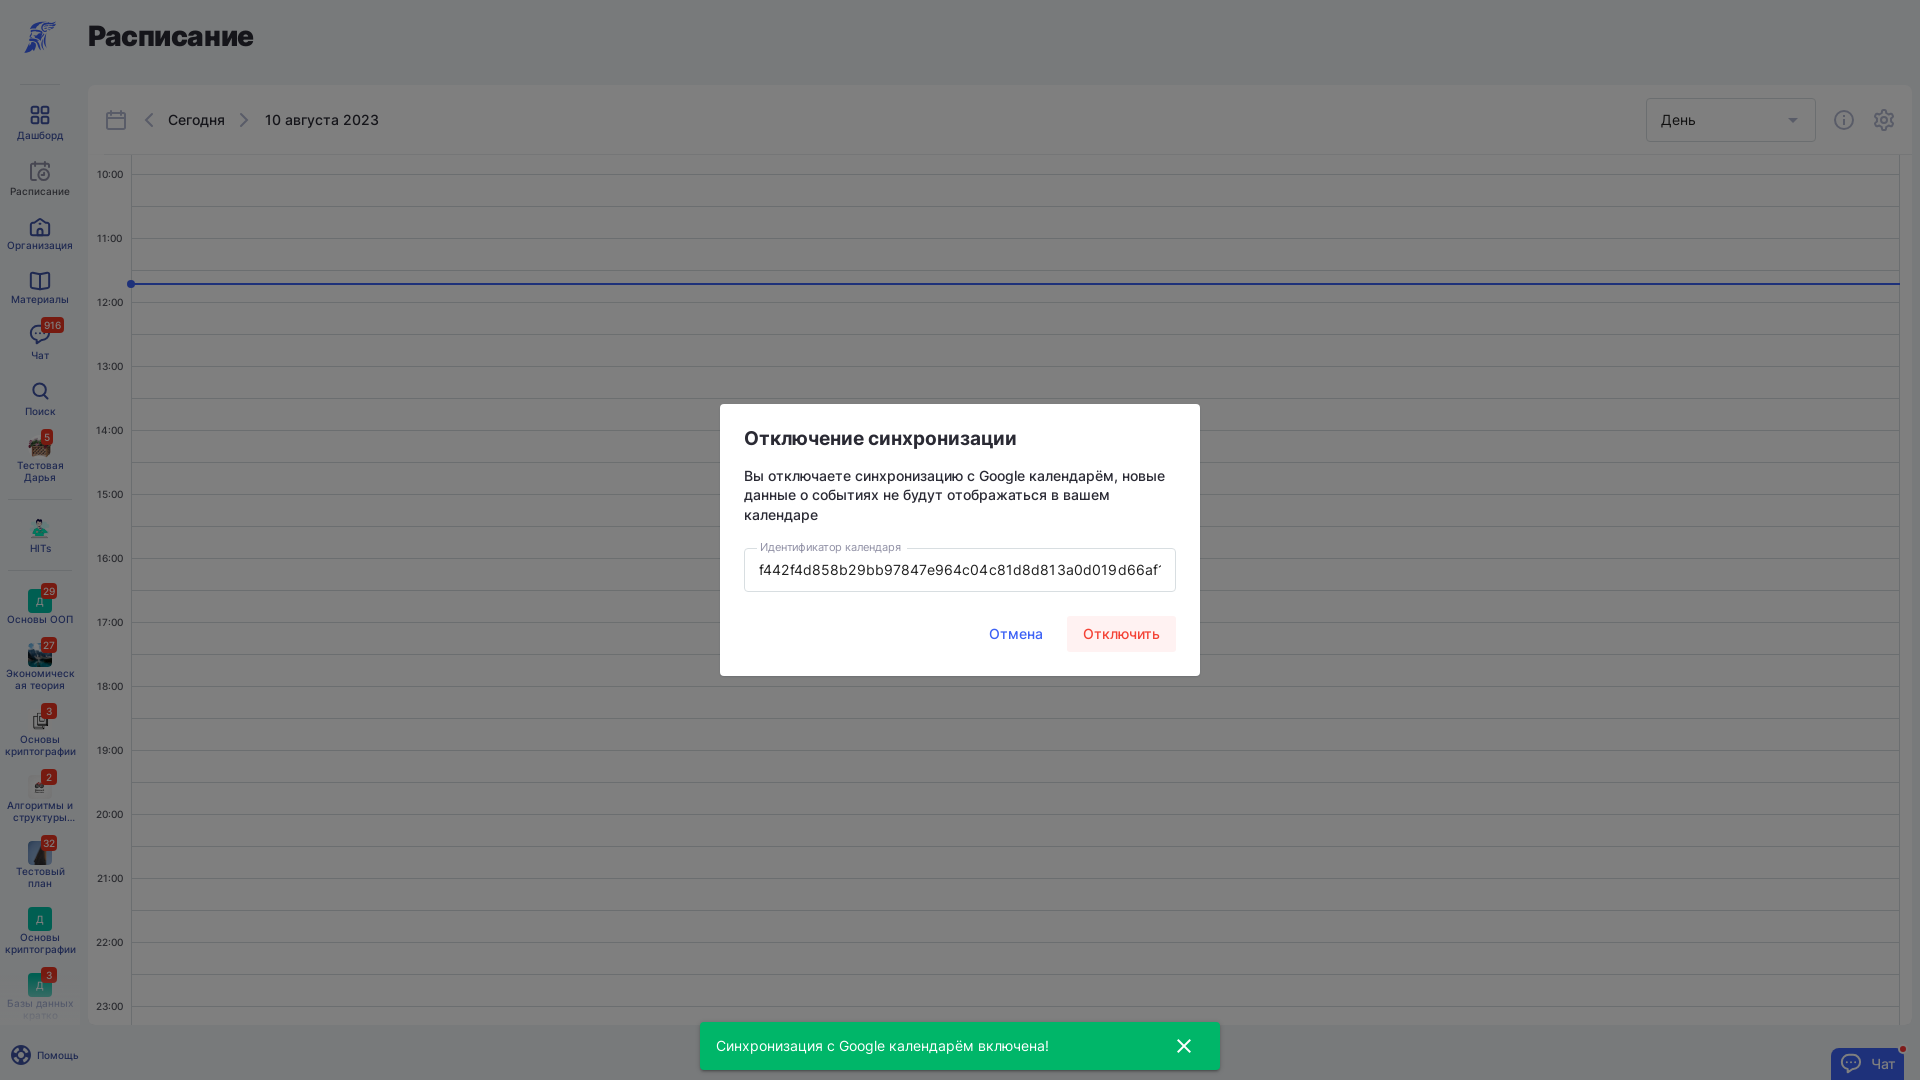 Расписание
Сегодня
10 августа 2023
День
Дашборд
Расписание
Организация
Материалы
916
Чат
Поиск
5
Тестовая
Дарья
HITs
29
Д
Основы ООП
27
Экономическ
ая теория
3
Основы
криптографии
2
Алгоритмы и
структуры...
32
Тестовый
план
Д
Основы
криптографии
3
Д
Базы данных
кратко
Помощь
10:00
11:00
12:00
13:00
14:00
15:00
16:00
17:00
18:00
19:00
20:00
21:00
22:00
23:00
Отключение синхронизации
Вы отключаете синхронизацию с Google календарём, новые
данные о событиях не будут отображаться в вашем
календаре
Идентификатор календаря
f442f4d858b29bb97847e964c04c81d8d813a0d019d66af1
Отмена
Отключить
Синхронизация с Google календарём включена!
Чат